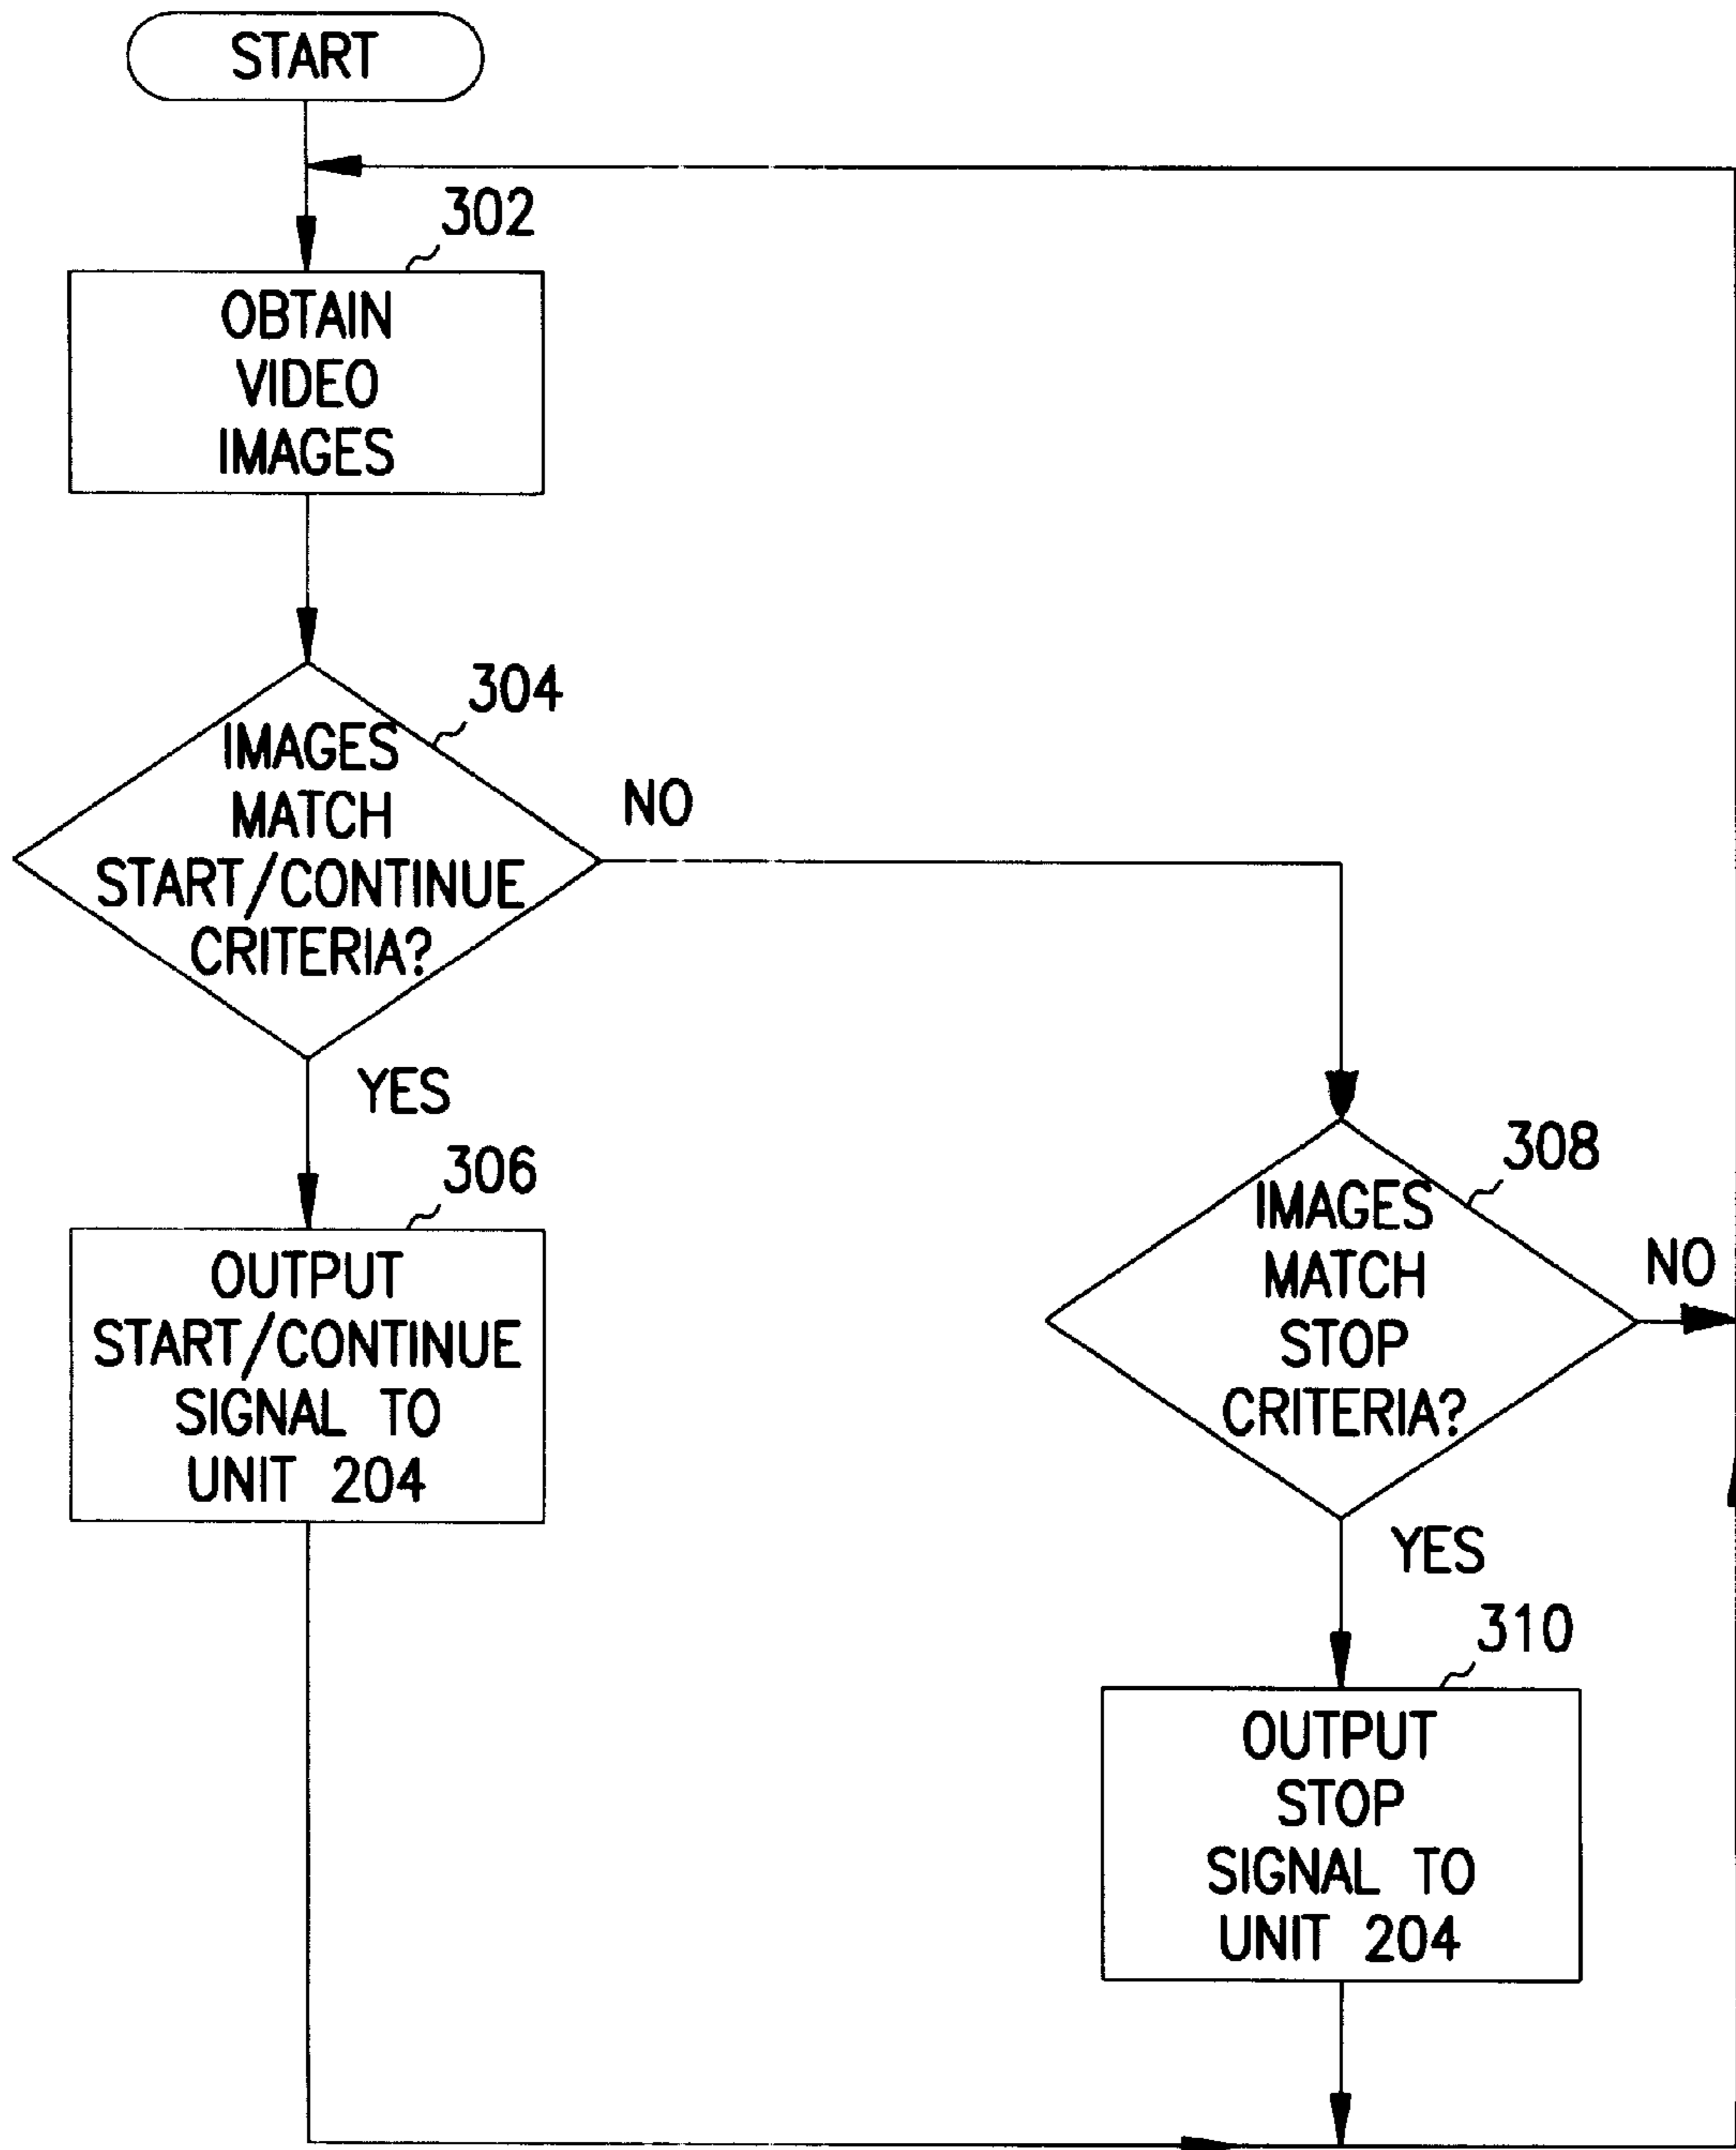 START
302
OBTAIN
VIDEO
IMAGES
304
IMAGES
MATCH
START/CONTINUE
CRITERIA?
NO
YES
306
OUTPUT
START/CONTINUE
SIGNAL TO
UNIT 204
308
IMAGES
MATCH
STOP
CRITERIA?
NO
YES
310
OUTPUT
STOP
SIGNAL TO
UNIT 204